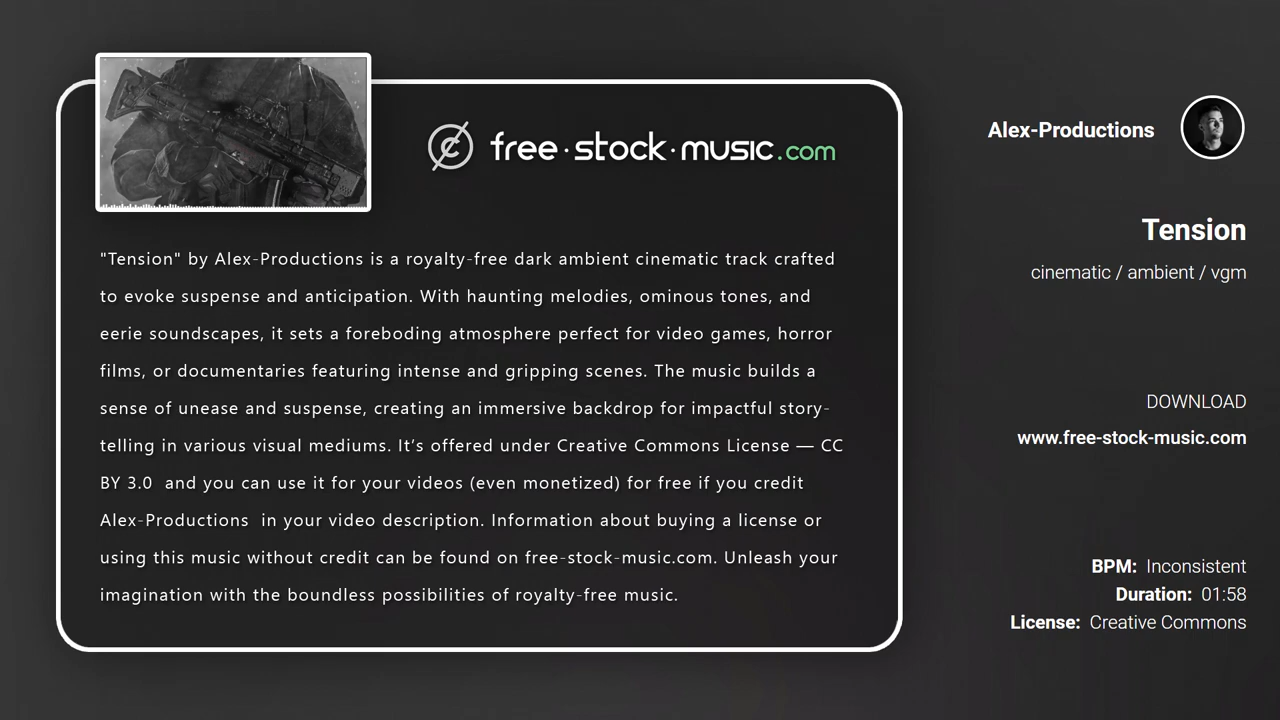 free·stock·music.com
"Tension" by Alex-Productions is a royalty-free dark ambient cinematic track crafted
to evoke suspense and anticipation. With haunting melodies, ominous tones, and
eerie soundscapes, it sets a foreboding atmosphere perfect for video games, horror
films, or documentaries featuring intense and gripping scenes. The music builds a
sense of unease and suspense, creating an immersive backdrop for impactful story-
telling in various visual mediums. It’s offered under Creative Commons License — CC
BY 3.0  and you can use it for your videos (even monetized) for free if you credit
Alex-Productions  in your video description. Information about buying a license or
using this music without credit can be found on free-stock-music.com. Unleash your
imagination with the boundless possibilities of royalty-free music.
Alex-Productions
Tension
cinematic / ambient / vgm
DOWNLOAD
www.free-stock-music.com
BPM: Inconsistent
Duration: 01:58
License: Creative Commons